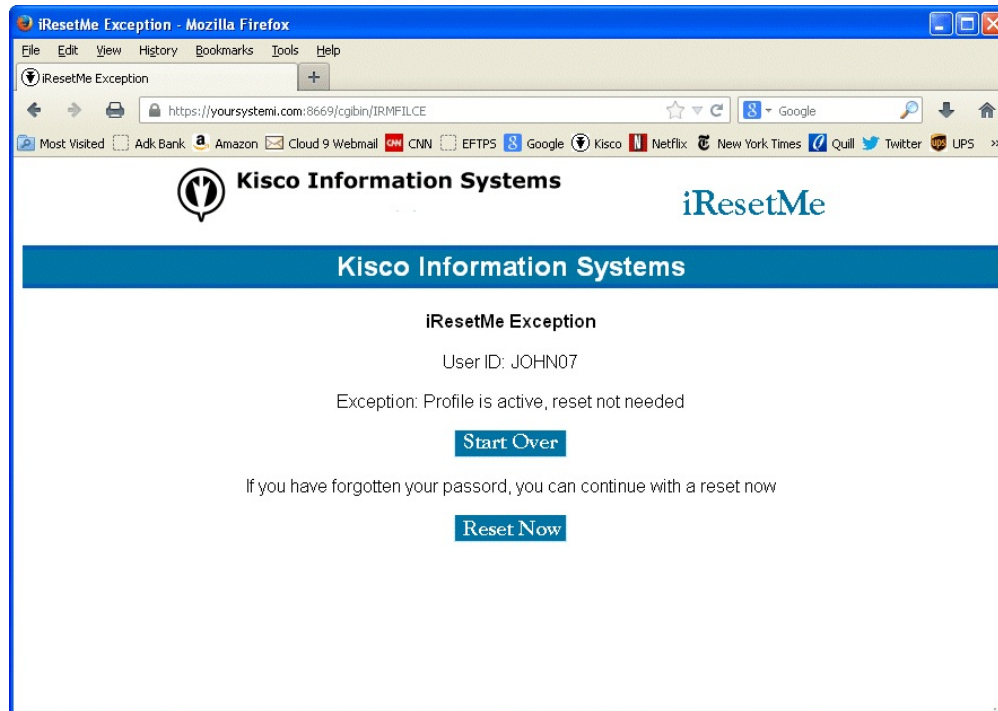 iResetMe Exception - Mozilla Firefox
File Edit View History Bookmarks Tools Help
iResetMe Exception +
https://yoursystemi.com:8669/cgibin/IRMFILCE Google
Most Visited Adk Bank Amazon Cloud 9 Webmail CNN EFTPS Google Kisco Netflix New York Times Quill Twitter UPS »
Kisco Information Systems
iResetMe
Kisco Information Systems
iResetMe Exception
User ID: JOHN07
Exception: Profile is active, reset not needed
Start Over
If you have forgotten your passord, you can continue with a reset now
Reset Now